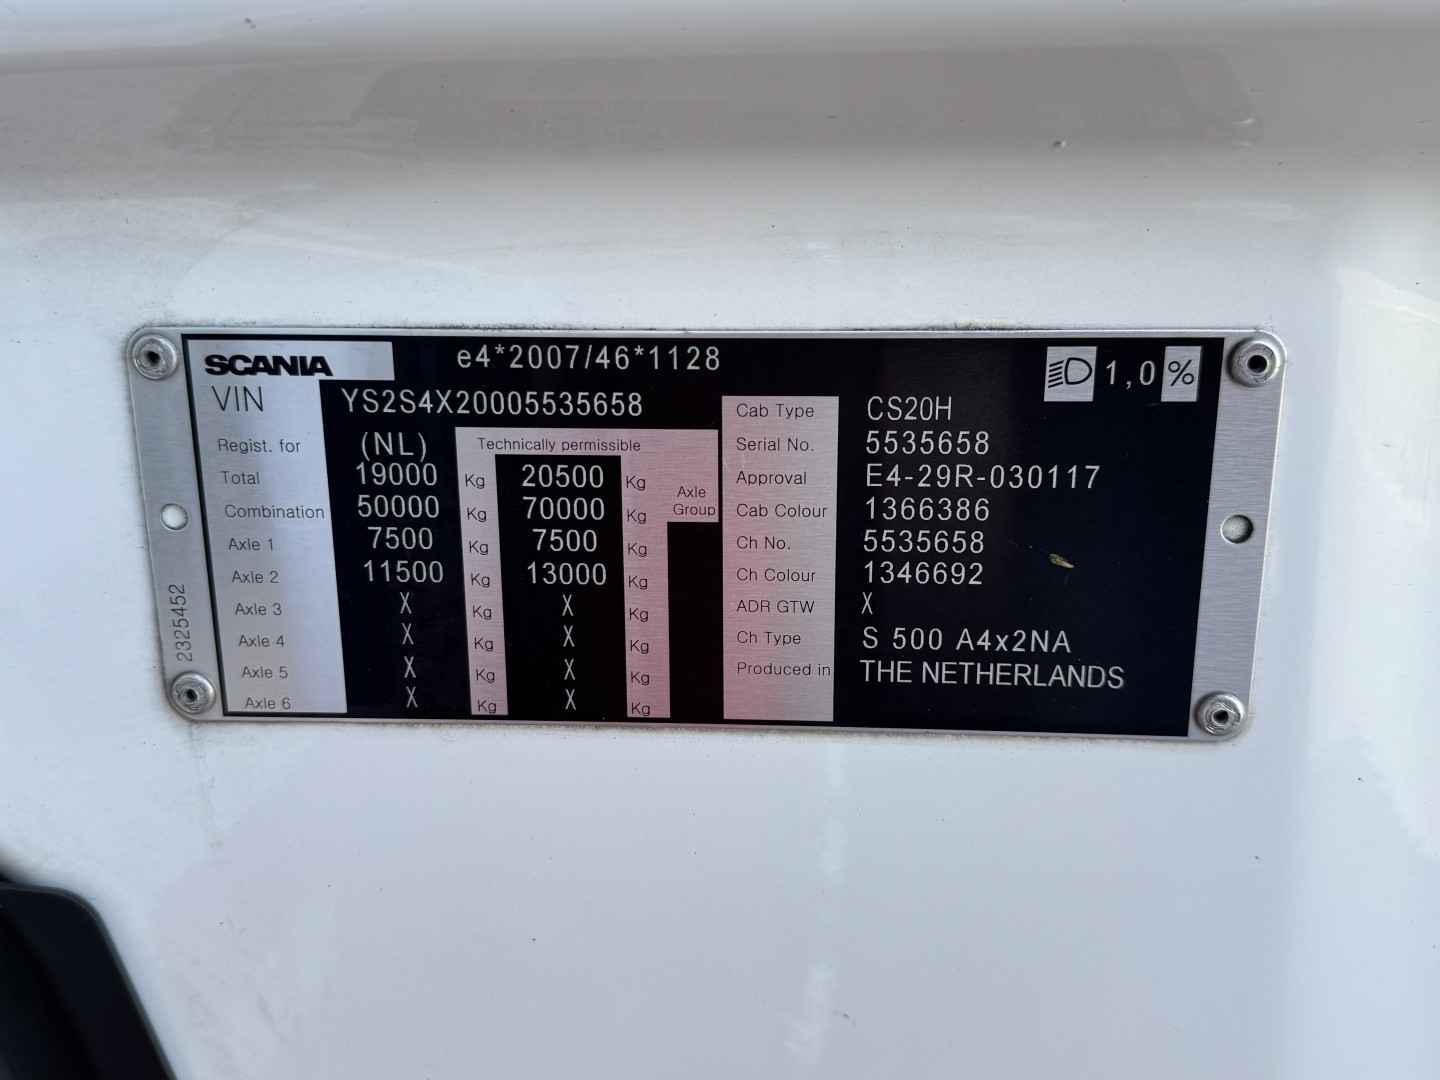 SCANIA e4*2007/46*1128 1,0 %
VIN YS2S4X20005535658
Regist. for (NL) Technically permissible
Total 19000 Kg 20500 Kg
Combination 50000 Kg 70000 Kg Axle Group
Axle 1 7500 Kg 7500 Kg
Axle 2 11500 Kg 13000 Kg
Axle 3 X Kg X Kg
Axle 4 X Kg X Kg
Axle 5 X Kg X Kg
Axle 6 X Kg X Kg
Cab Type CS20H
Serial No. 5535658
Approval E4-29R-030117
Cab Colour 1366386
Ch No. 5535658
Ch Colour 1346692
ADR GTW X
Ch Type S 500 A4x2NA
Produced in THE NETHERLANDS
2325452